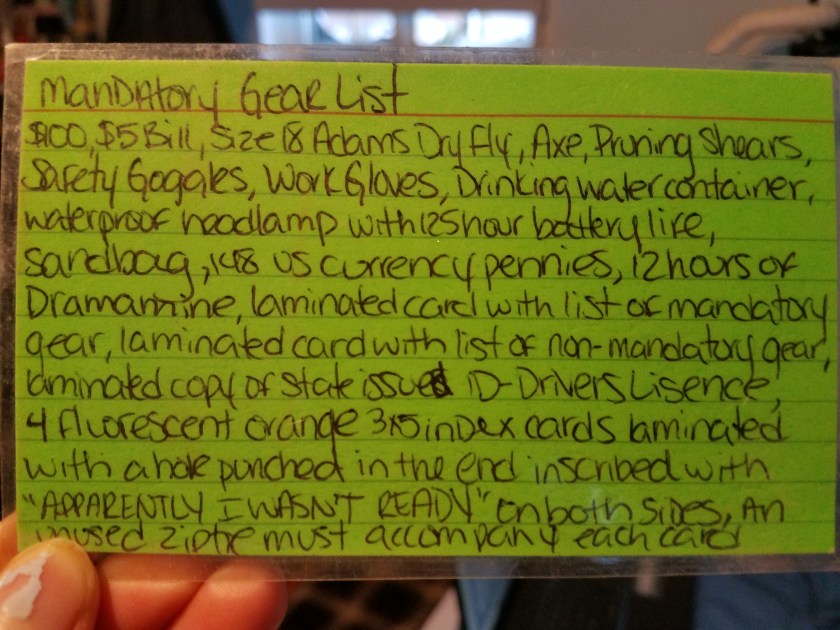 Mandatory Gear List
$100, $5 Bill, Size 18 Adams Dry Fly, Axe, Pruning Shears,
Safety Goggles, Work Gloves, Drinking water container,
waterproof headlamp with 125 hour battery life,
sandbag, 148 US currency pennies, 12 hours of
Dramamine, laminated card with list of mandatory
gear, laminated card with list of non-mandatory gear,
laminated copy of state issued ID-Drivers Lisence,
4 fluorescent orange 3x5 index cards laminated
with a hole punched in the end inscribed with
"APPARENTLY I WASN'T READY" on both sides, An
unused ziptie must accompany each card